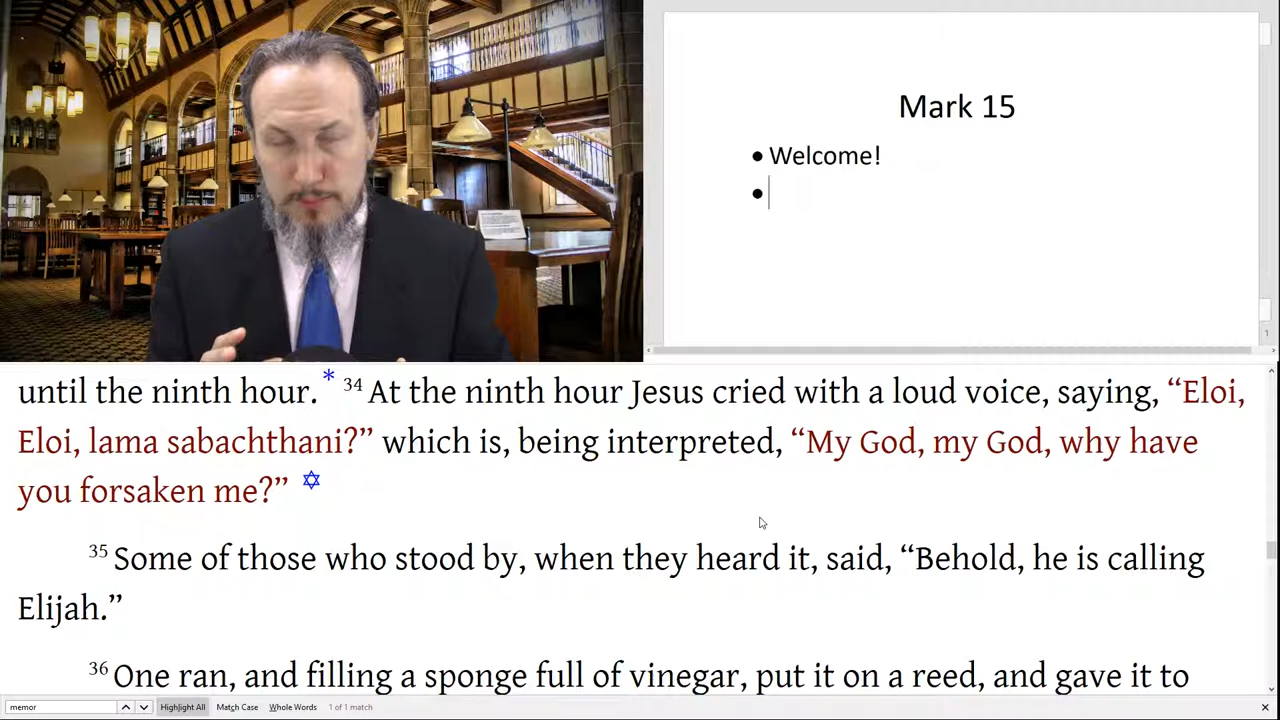 Mark 15
• Welcome!
•
1
until the ninth hour.* 34 At the ninth hour Jesus cried with a loud voice, saying, “Eloi,
Eloi, lama sabachthani?” which is, being interpreted, “My God, my God, why have
you forsaken me?” ✡
35 Some of those who stood by, when they heard it, said, “Behold, he is calling
Elijah.”
36 One ran, and filling a sponge full of vinegar, put it on a reed, and gave it to
memor Highlight All Match Case Whole Words 1 of 1 match